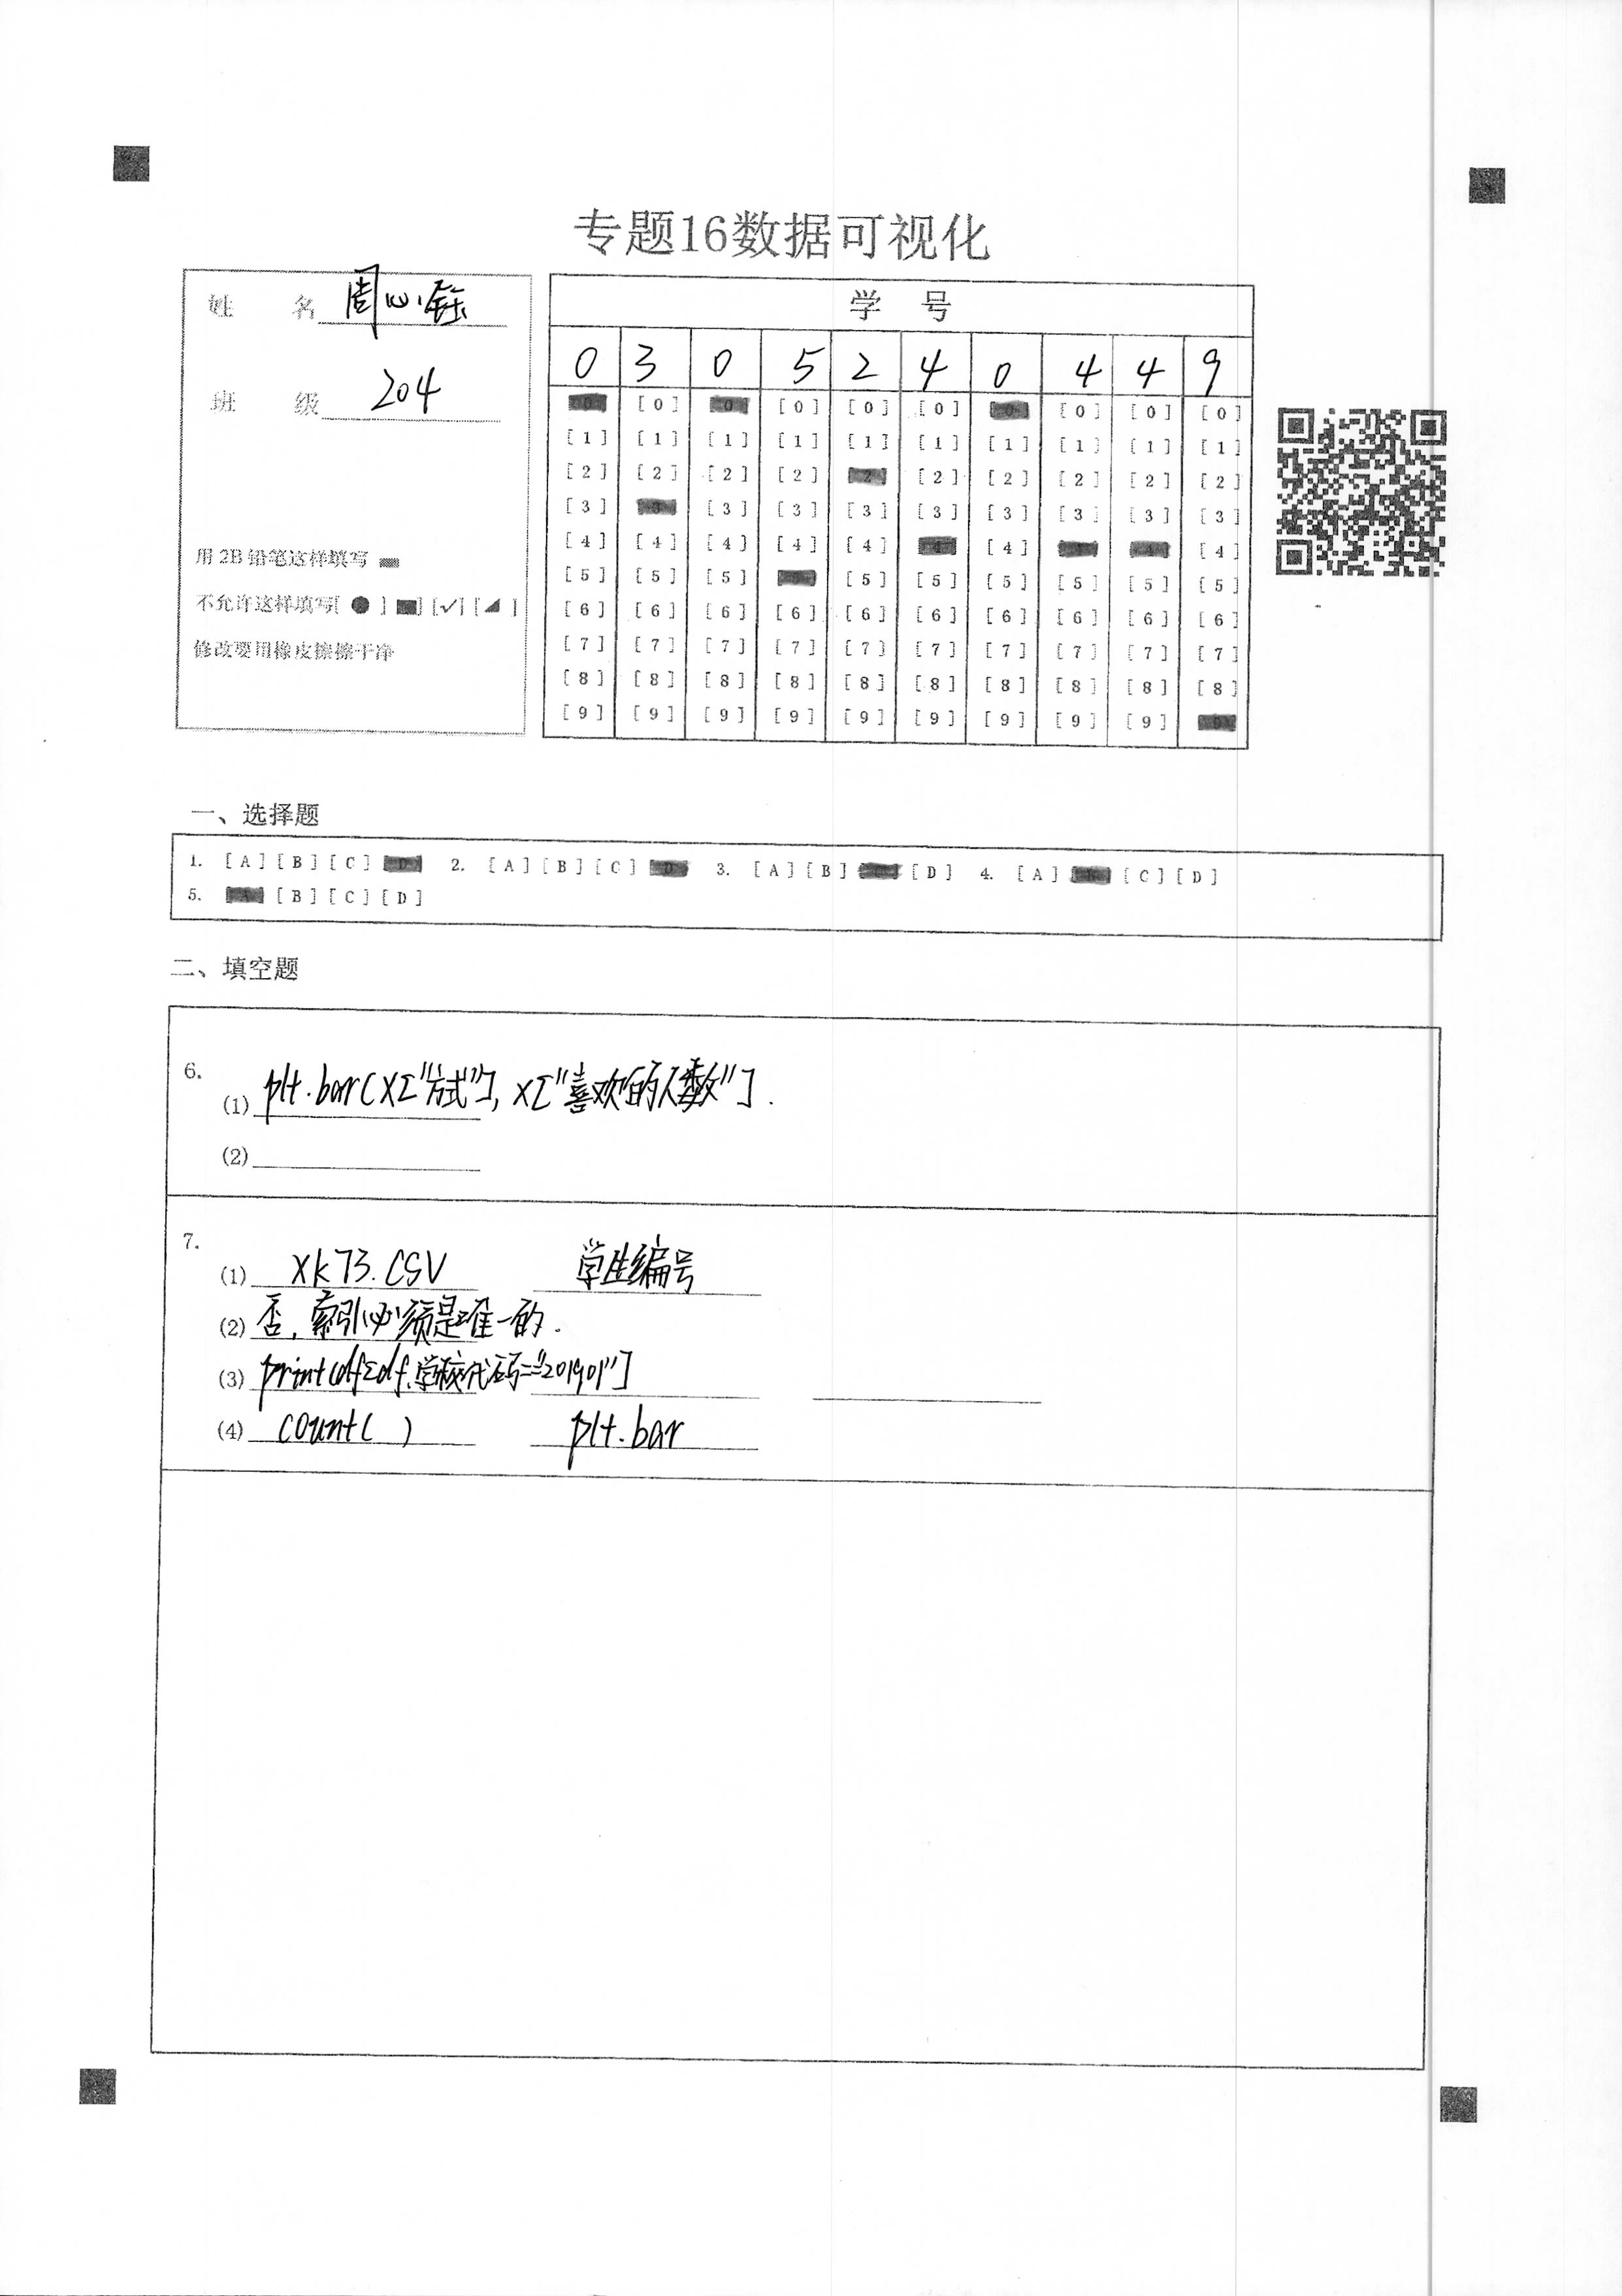 专题16数据可视化
姓 名 周心钰
班 级 204
用 2B 铅笔这样填写
不允许这样填写[ ● ] [✓] [ ]
修改要用橡皮擦擦干净
学 号
0 3 0 5 2 4 0 4 4 9
[0] [0] [0] [0] [0] [0] [0] [0] [0] [0]
[1] [1] [1] [1] [1] [1] [1] [1] [1] [1]
[2] [2] [2] [2] [2] [2] [2] [2] [2] [2]
[3] [3] [3] [3] [3] [3] [3] [3] [3] [3]
[4] [4] [4] [4] [4] [4] [4] [4] [4] [4]
[5] [5] [5] [5] [5] [5] [5] [5] [5] [5]
[6] [6] [6] [6] [6] [6] [6] [6] [6] [6]
[7] [7] [7] [7] [7] [7] [7] [7] [7] [7]
[8] [8] [8] [8] [8] [8] [8] [8] [8] [8]
[9] [9] [9] [9] [9] [9] [9] [9] [9] [9]
一、选择题
1. [A] [B] [C] [D] 2. [A] [B] [C] [D] 3. [A] [B] [C] [D] 4. [A] [B] [C] [D]
5. [A] [B] [C] [D]
二、填空题
6.
(1) plt.bar(x["方式"], x["喜欢的人数"].
(2)
7.
(1) xk73.csv 学生编号
(2) 否, 索引必须是唯一的.
(3) print(df[df.学校代码=="201901"]
(4) count( ) plt.bar